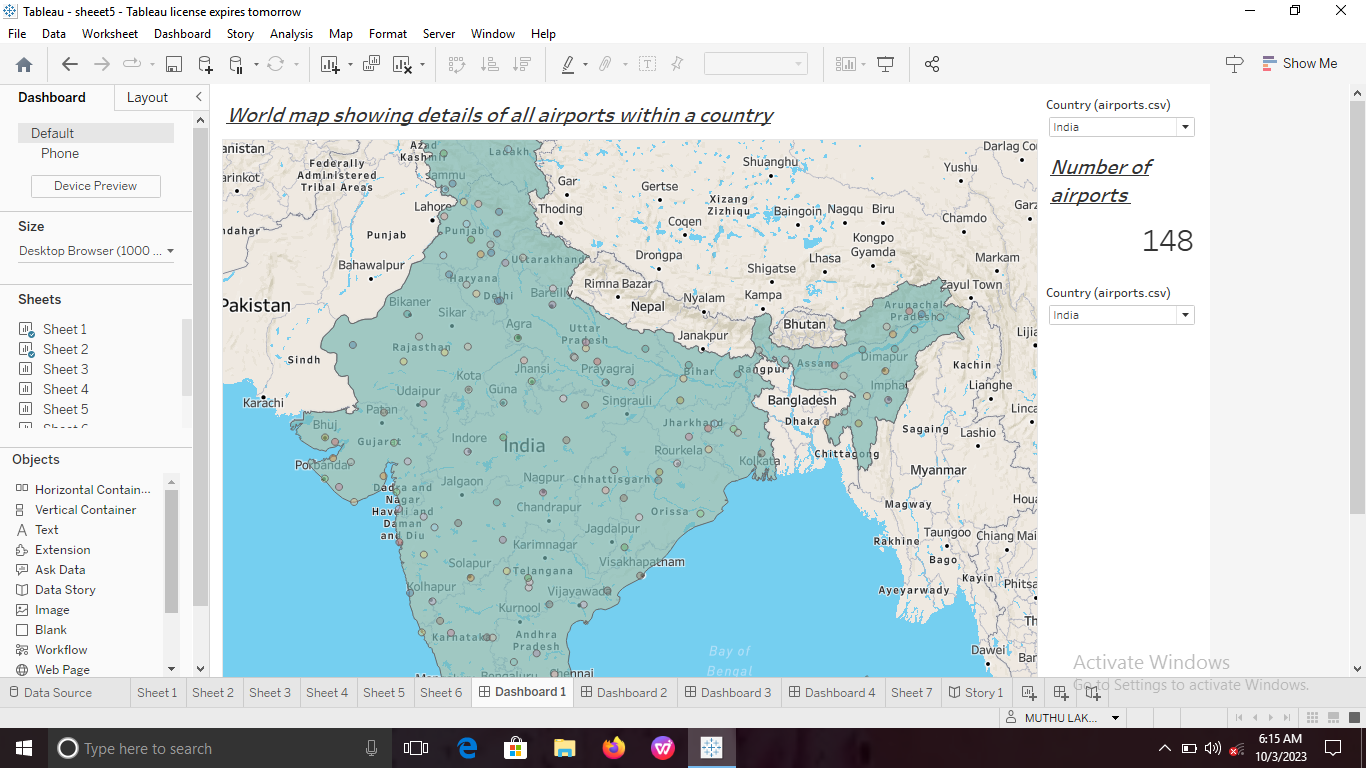 Tableau - sheeet5 - Tableau license expires tomorrow
File Data Worksheet Dashboard Story Analysis Map Format Server Window Help
Show Me
Dashboard Layout
Default
Phone
Device Preview
Size
Desktop Browser (1000 ...
Sheets
Sheet 1
Sheet 2
Sheet 3
Sheet 4
Sheet 5
Objects
Horizontal Contain...
Vertical Container
Text
Extension
Ask Data
Data Story
Image
Blank
Workflow
Web Page
World map showing details of all airports within a country
Country (airports.csv)
India
Number of
airports
148
Country (airports.csv)
India
Federally
Administered
Tribal Areas
Azad
Ladakh
Lahore
Punjab
Punjab
Bahawalpur
Pakistan
Sindh
Karachi
Gar
Thoding
Gertse
Coqen
Drongpa
Shuanghu
Xizang
Zizhiqu
Baingoin
Nagqu
Biru
Yushu
Darlag Co
Chamdo
Kongpo
Gyamda
Lhasa
Markam
Shigatse
Zayul Town
Rimna Bazar
Nyalam
Kampa
Nepal
Janakpur
Bhutan
Arunachal
Pradesh
Uttarakhand
Haryana
Delhi
Bareilly
Bikaner
Sikar
Agra
Uttar
Pradesh
Rajasthan
Jhansi
Prayagraj
Bihar
Rangpur
Assam
Dimapur
Kachin
Udaipur
Kota
Guna
Singrauli
Bangladesh
Lianghe
Patan
Bhuj
Gujarat
Indore
India
Jharkhand
Dhaka
Sagaing
Lashio
Porbandar
Rourkela
Kolkata
Chittagong
Myanmar
Dadra and
Nagar
Haveli and
Daman
and Diu
Jalgaon
Nagpur
Chhattisgarh
Chandrapur
Orissa
Magway
Jagdalpur
Karimnagar
Rakhine
Taungoo
Chiang Mai
Solapur
Telangana
Visakhapatnam
Bago
Kayin
Kolhapur
Vijayawada
Ayeyarwady
Kurnool
Karnataka
Andhra
Pradesh
Bay of
Bengal
Dawei
Activate Windows
Go to Settings to activate Windows.
Data Source Sheet 1 Sheet 2 Sheet 3 Sheet 4 Sheet 5 Sheet 6 Dashboard 1 Dashboard 2 Dashboard 3 Dashboard 4 Sheet 7 Story 1
MUTHU LAK...
Type here to search
6:15 AM
10/3/2023